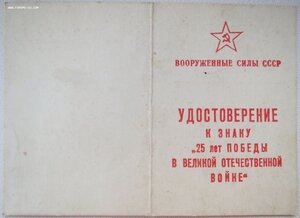 ВООРУЖЕННЫЕ СИЛЫ СССР
УДОСТОВЕРЕНИЕ
К ЗНАКУ
„25 лет ПОБЕДЫ
В ВЕЛИКОЙ ОТЕЧЕСТВЕННОЙ
ВОЙНЕ“